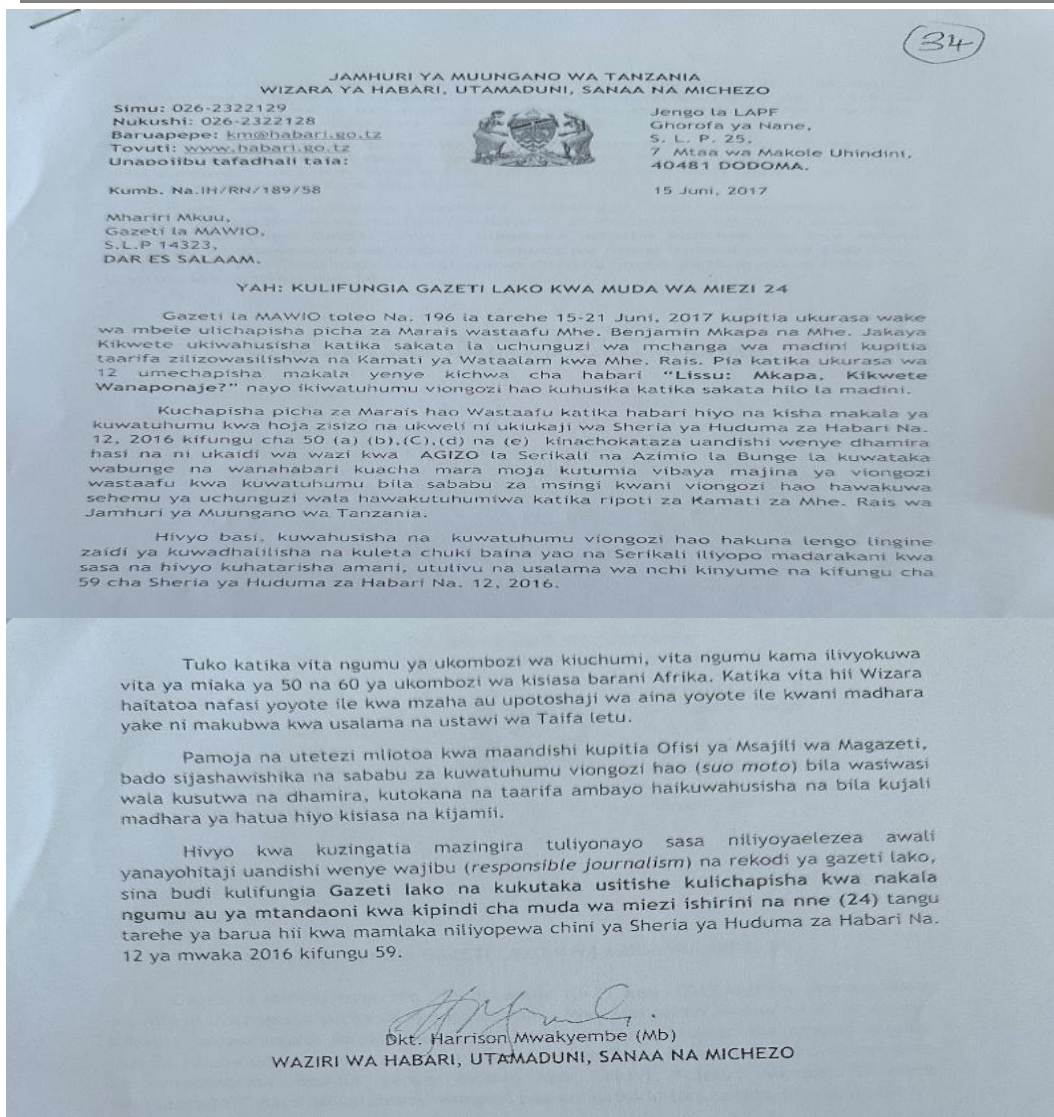 34
JAMHURI YA MUUNGANO WA TANZANIA
WIZARA YA HABARI, UTAMADUNI, SANAA NA MICHEZO
Simu: 026-2322129
Nukushi: 026-2322128
Baruapepe: km@habari.go.tz
Tovuti: www.habari.go.tz
Unapojibu tafadhali taja:
Jengo la LAPF
Ghorofa ya Nane,
S. L. P. 25,
7 Mtaa wa Makole Uhindini,
40481 DODOMA.
Kumb. Na.IH/RN/189/58
15 Juni, 2017
Mhariri Mkuu,
Gazeti la MAWIO,
S.L.P 14323,
DAR ES SALAAM.
YAH: KULIFUNGIA GAZETI LAKO KWA MUDA WA MIEZI 24
Gazeti la MAWIO toleo Na. 196 la tarehe 15-21 Juni, 2017 kupitia ukurasa wake
wa mbele ulichapisha picha za Marais wastaafu Mhe. Benjamin Mkapa na Mhe. Jakaya
Kikwete ukiwahusisha katika sakata la uchunguzi wa mchanga wa madini kupitia
taarifa zilizowasilishwa na Kamati ya Wataalam kwa Mhe. Rais. Pia katika ukurasa wa
12 umechapisha makala yenye kichwa cha habari "Lissu: Mkapa, Kikwete
Wanaponaje?" nayo ikiwatuhumu viongozi hao kuhusika katika sakata hilo la madini.
Kuchapisha picha za Marais hao Wastaafu katika habari hiyo na kisha makala ya
kuwatuhumu kwa hoja zisizo na ukweli ni ukiukaji wa Sheria ya Huduma za Habari Na.
12, 2016 kifungu cha 50 (a) (b),(C),(d) na (e) kinachokataza uandishi wenye dhamira
hasi na ni ukaidi wa wazi kwa AGIZO la Serikali na Azimio la Bunge la kuwataka
wabunge na wanahabari kuacha mara moja kutumia vibaya majina ya viongozi
wastaafu kwa kuwatuhumu bila sababu za msingi kwani viongozi hao hawakuwa
sehemu ya uchunguzi wala hawakutuhumiwa katika ripoti za Kamati za Mhe. Rais wa
Jamhuri ya Muungano wa Tanzania.
Hivyo basi, kuwahusisha na kuwatuhumu viongozi hao hakuna lengo lingine
zaidi ya kuwadhalilisha na kuleta chuki baina yao na Serikali iliyopo madarakani kwa
sasa na hivyo kuhatarisha amani, utulivu na usalama wa nchi kinyume na kifungu cha
59 cha Sheria ya Huduma za Habari Na. 12, 2016.
Tuko katika vita ngumu ya ukombozi wa kiuchumi, vita ngumu kama ilivyokuwa
vita ya miaka ya 50 na 60 ya ukombozi wa kisiasa barani Afrika. Katika vita hii Wizara
haitatoa nafasi yoyote ile kwa mzaha au upotoshaji wa aina yoyote ile kwani madhara
yake ni makubwa kwa usalama na ustawi wa Taifa letu.
Pamoja na utetezi mliotoa kwa maandishi kupitia Ofisi ya Msajili wa Magazeti,
bado sijashawishika na sababu za kuwatuhumu viongozi hao (suo moto) bila wasiwasi
wala kusutwa na dhamira, kutokana na taarifa ambayo haikuwahusisha na bila kujali
madhara ya hatua hiyo kisiasa na kijamii.
Hivyo kwa kuzingatia mazingira tuliyonayo sasa niliyoyaelezea awali
yanayohitaji uandishi wenye wajibu (responsible journalism) na rekodi ya gazeti lako,
sina budi kulifungia Gazeti lako na kukutaka usitishe kulichapisha kwa nakala
ngumu au ya mtandaoni kwa kipindi cha muda wa miezi ishirini na nne (24) tangu
tarehe ya barua hii kwa mamlaka niliyopewa chini ya Sheria ya Huduma za Habari Na.
12 ya mwaka 2016 kifungu 59.
Dkt. Harrison Mwakyembe (Mb)
WAZIRI WA HABARI, UTAMADUNI, SANAA NA MICHEZO